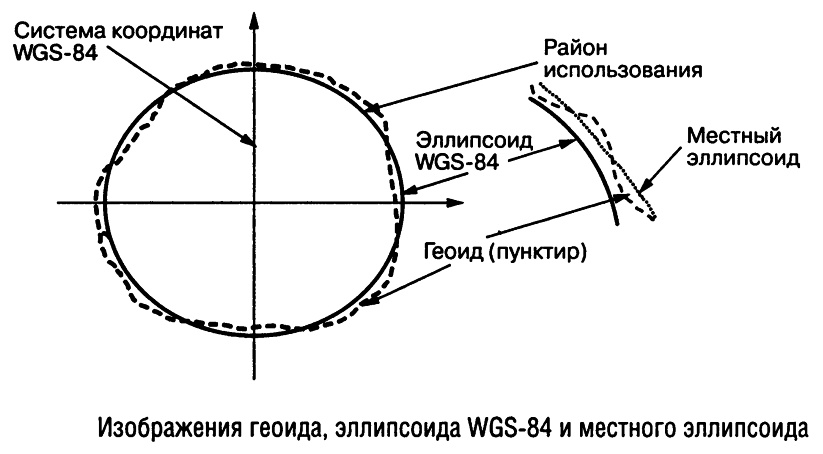 Система координат
WGS-84
Район
использования
Эллипсоид
WGS-84
Местный
эллипсоид
Геоид (пунктир)
Изображения геоида, эллипсоида WGS-84 и местного эллипсоида